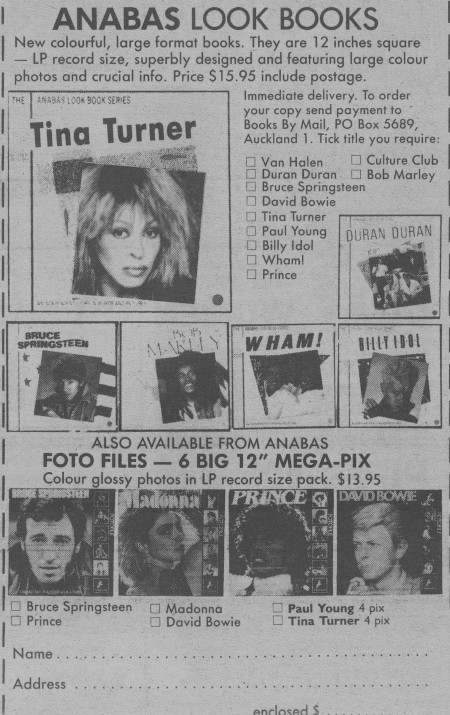 ANABAS LOOK BOOKS
New colourful, large format books. They are 12 inches square
— LP record size, superbly designed and featuring large colour
photos and crucial info. Price $15.95 include postage.
THE ANABAS LOOK BOOK SERIES
Tina Turner
Immediate delivery. To order
your copy send payment to
Books By Mail, PO Box 5689,
Auckland 1. Tick title you require:
☐ Van Halen ☐ Culture Club
☐ Duran Duran ☐ Bob Marley
☐ Bruce Springsteen
☐ David Bowie
☐ Tina Turner
☐ Paul Young
☐ Billy Idol
☐ Wham!
☐ Prince
DURAN DURAN
BRUCE
SPRINGSTEEN
BOB
MARLEY
WHAM!
BILLY IDOL
ALSO AVAILABLE FROM ANABAS
FOTO FILES — 6 BIG 12" MEGA-PIX
Colour glossy photos in LP record size pack. $13.95
BRUCE SPRINGSTEEN
Madonna
PRINCE
DAVID BOWIE
☐ Bruce Springsteen ☐ Madonna ☐ Paul Young 4 pix
☐ Prince ☐ David Bowie ☐ Tina Turner 4 pix
Name
Address
enclosed $